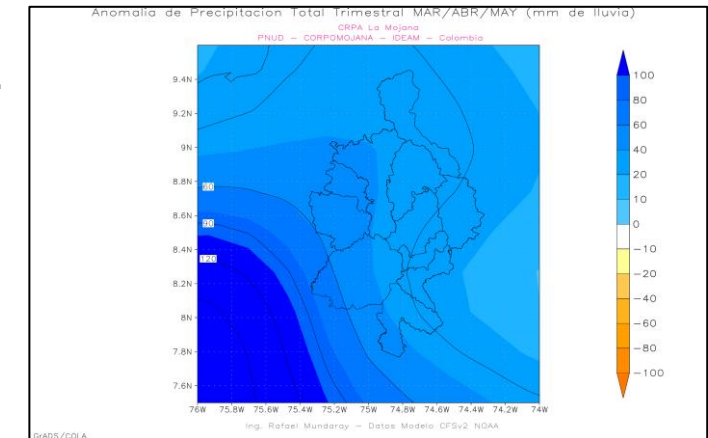 Anomalia de Precipitacion Total Trimestral MAR/ABR/MAY (mm de lluvia)
CRPA La Mojana
PNUD – CORPOMOJANA – IDEAM – Colombia
9.4N
9.2N
9N
8.8N
8.6N
8.4N
8.2N
8N
7.8N
7.6N
60
90
120
76W 75.8W 75.6W 75.4W 75.2W 75W 74.8W 74.6W 74.4W 74.2W 74W
100
80
60
40
20
0
−10
−20
−40
−60
−80
−100
Ing. Rafael Mundaray – Datos Modelo CFSv2 NOAA
GrADS/COLA